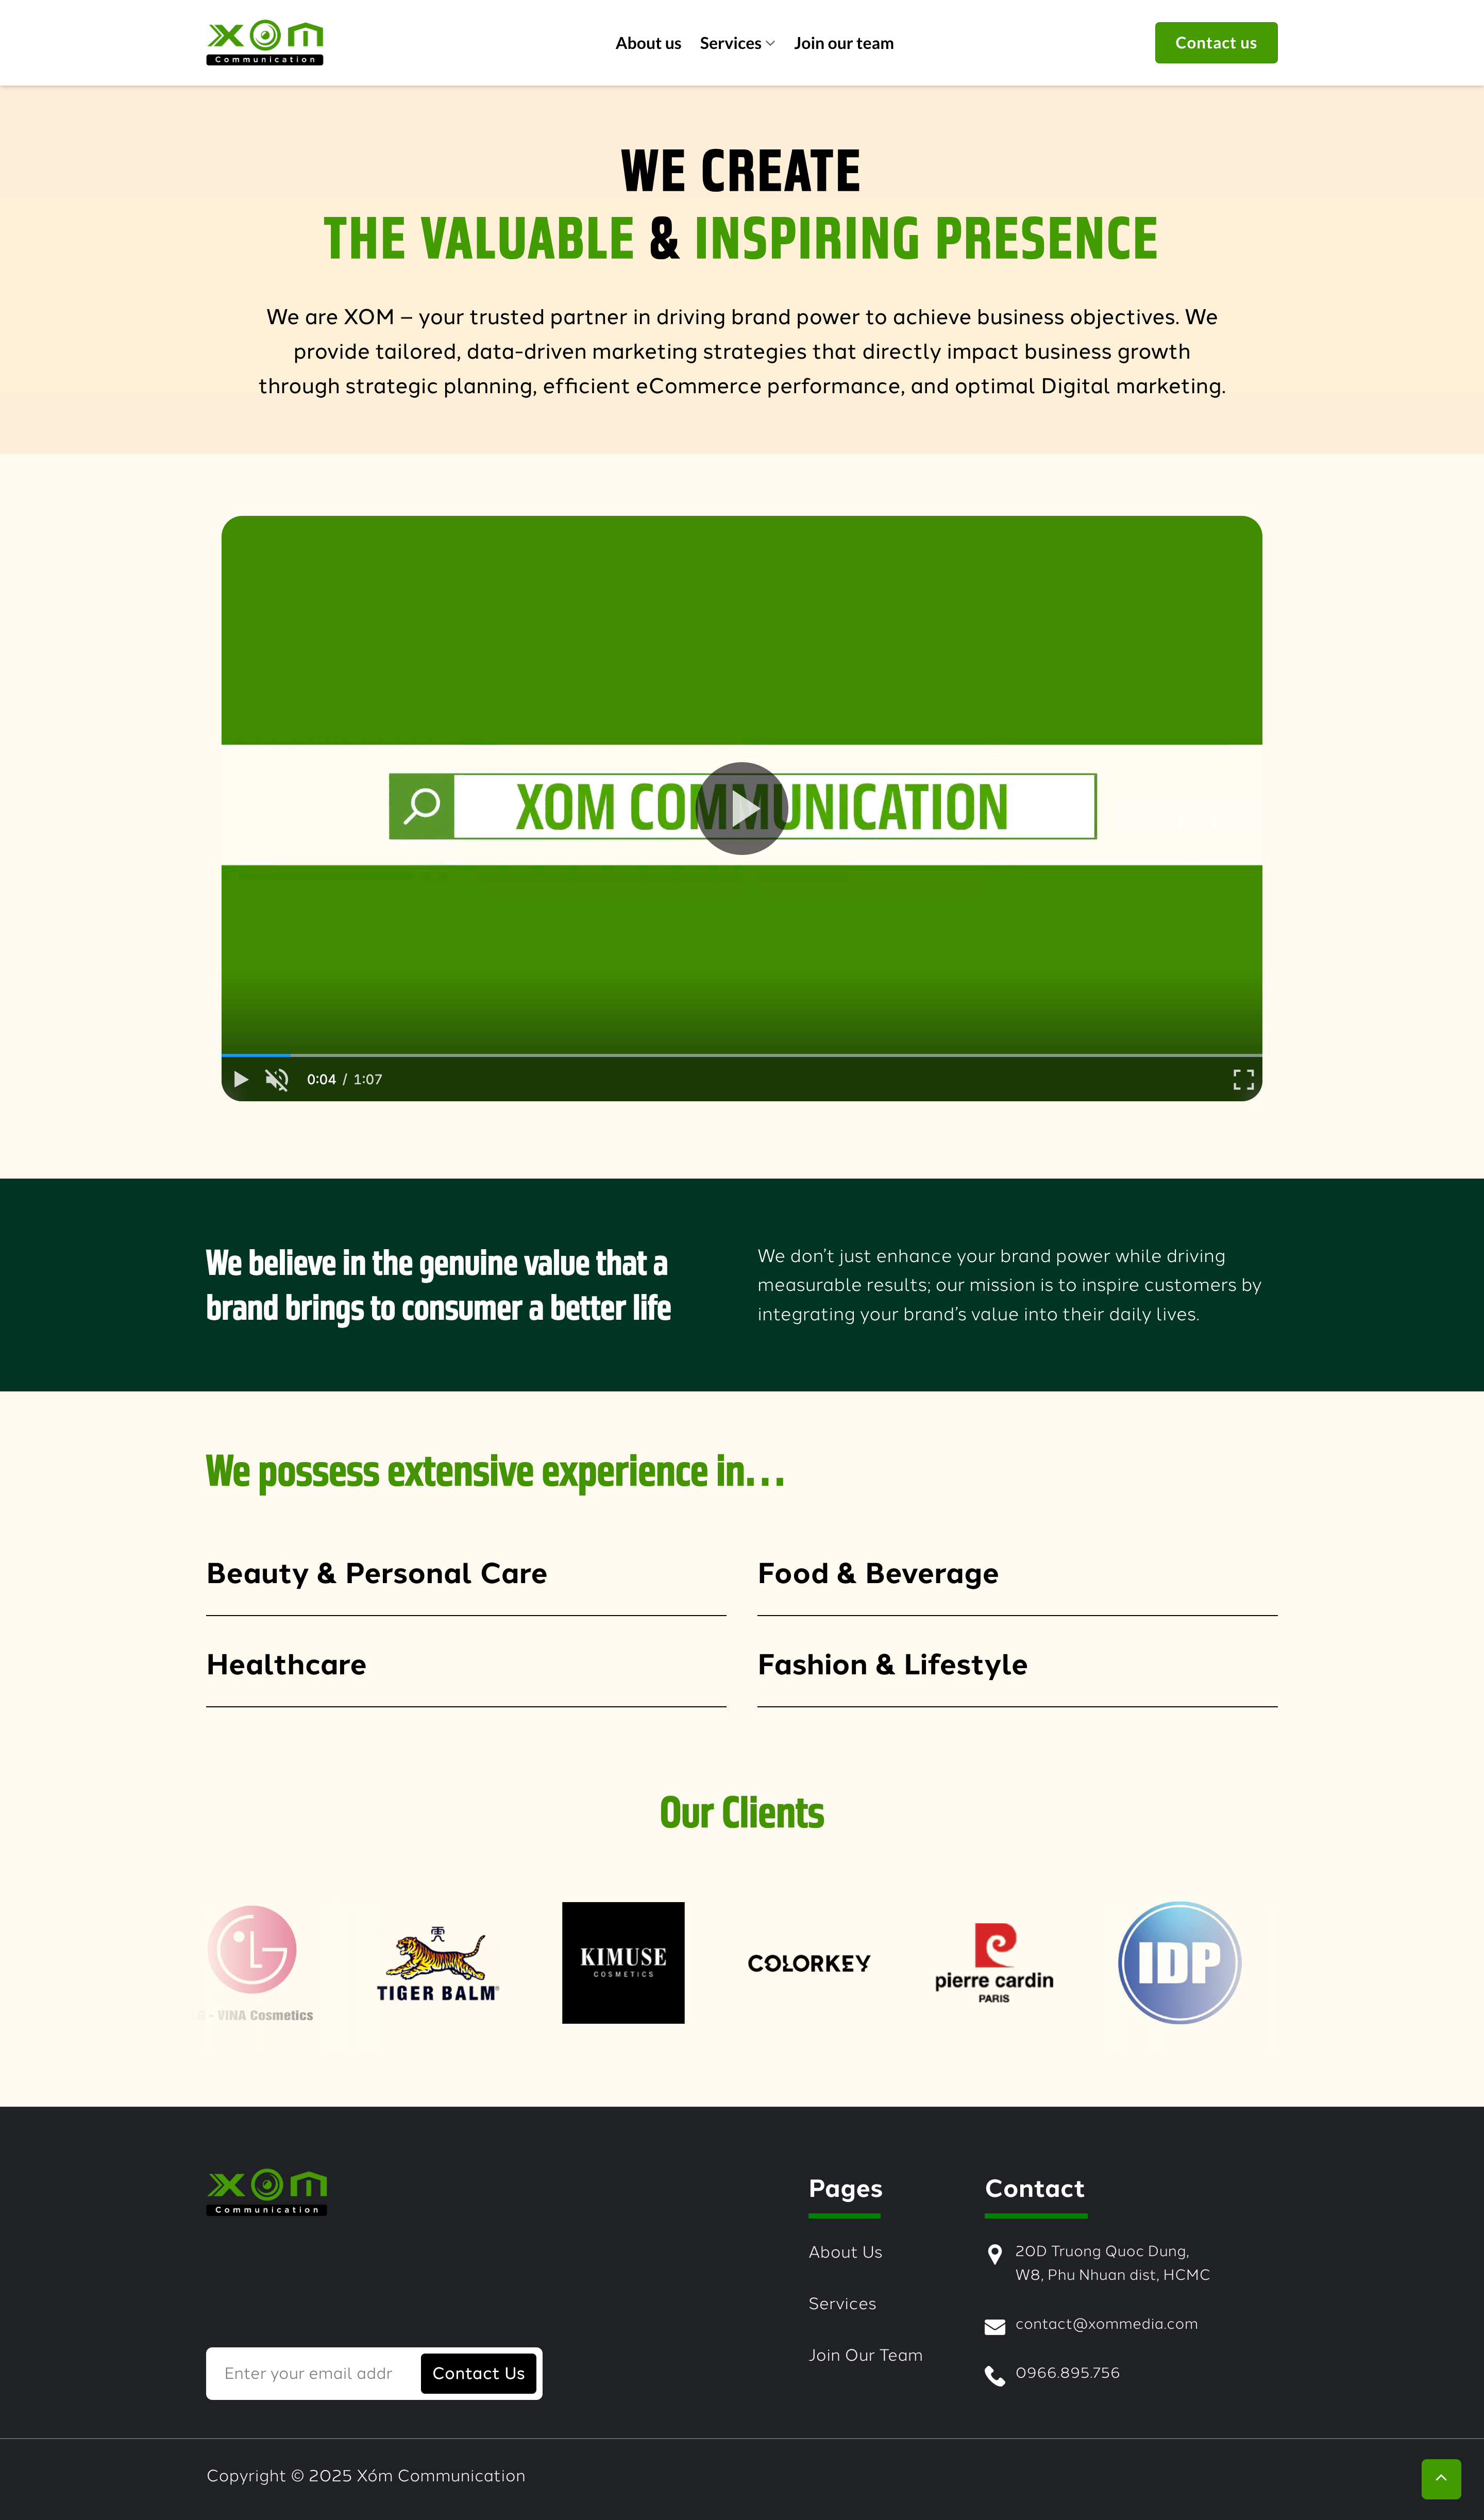 XOM
Communication
About us
Services
Join our team
Contact us
WE CREATE
THE VALUABLE & INSPIRING PRESENCE
We are XOM – your trusted partner in driving brand power to achieve business objectives. We
provide tailored, data-driven marketing strategies that directly impact business growth
through strategic planning, efficient eCommerce performance, and optimal Digital marketing.
XOM COMMUNICATION
0:04 / 1:07
We believe in the genuine value that a
brand brings to consumer a better life
We don’t just enhance your brand power while driving
measurable results; our mission is to inspire customers by
integrating your brand’s value into their daily lives.
We possess extensive experience in…
Beauty & Personal Care
Food & Beverage
Healthcare
Fashion & Lifestyle
Our Clients
LG
G - VINA Cosmetics
TIGER BALM®
KIMUSE
COSMETICS
COLORKEY
pierre cardin
PARIS
IDP
XOM
Communication
Enter your email addr
Contact Us
Pages
About Us
Services
Join Our Team
Contact
20D Truong Quoc Dung,
W8, Phu Nhuan dist, HCMC
contact@xommedia.com
0966.895.756
Copyright © 2025 Xóm Communication